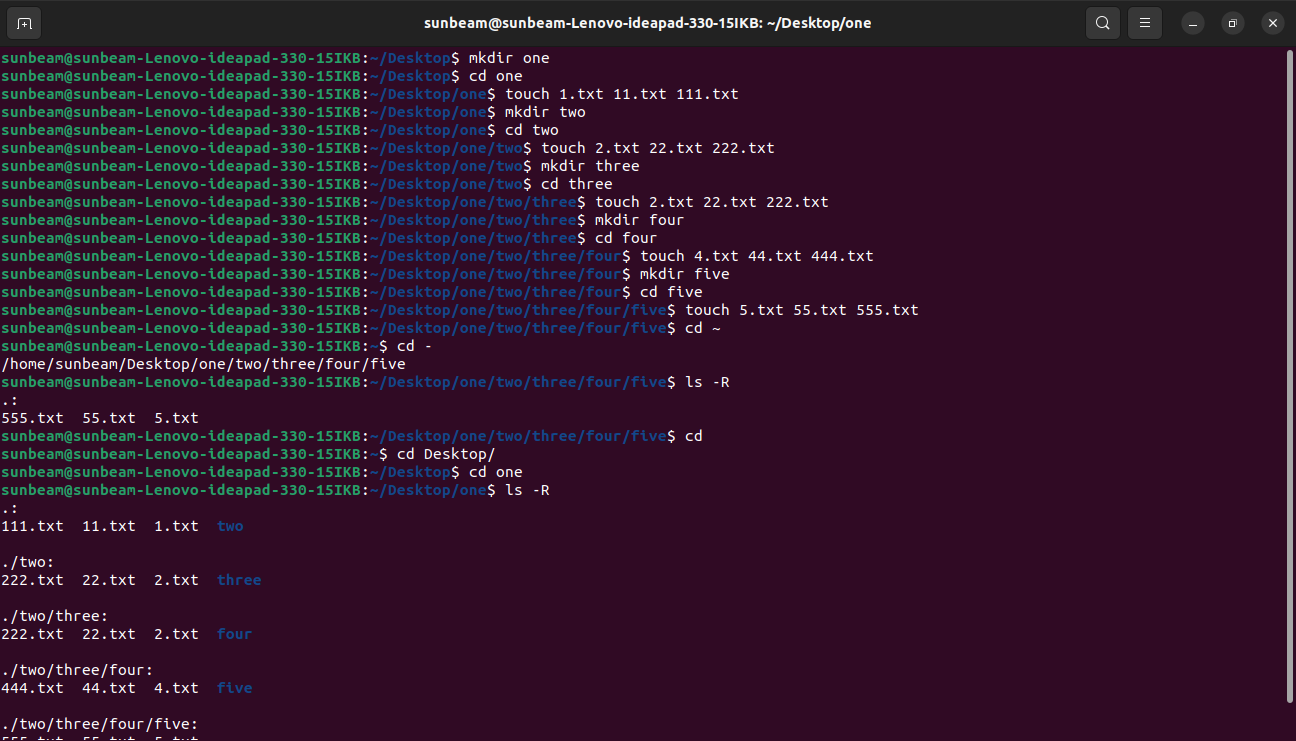 sunbeam@sunbeam-Lenovo-ideapad-330-15IKB: ~/Desktop/one
sunbeam@sunbeam-Lenovo-ideapad-330-15IKB:~/Desktop$ mkdir one
sunbeam@sunbeam-Lenovo-ideapad-330-15IKB:~/Desktop$ cd one
sunbeam@sunbeam-Lenovo-ideapad-330-15IKB:~/Desktop/one$ touch 1.txt 11.txt 111.txt
sunbeam@sunbeam-Lenovo-ideapad-330-15IKB:~/Desktop/one$ mkdir two
sunbeam@sunbeam-Lenovo-ideapad-330-15IKB:~/Desktop/one$ cd two
sunbeam@sunbeam-Lenovo-ideapad-330-15IKB:~/Desktop/one/two$ touch 2.txt 22.txt 222.txt
sunbeam@sunbeam-Lenovo-ideapad-330-15IKB:~/Desktop/one/two$ mkdir three
sunbeam@sunbeam-Lenovo-ideapad-330-15IKB:~/Desktop/one/two$ cd three
sunbeam@sunbeam-Lenovo-ideapad-330-15IKB:~/Desktop/one/two/three$ touch 2.txt 22.txt 222.txt
sunbeam@sunbeam-Lenovo-ideapad-330-15IKB:~/Desktop/one/two/three$ mkdir four
sunbeam@sunbeam-Lenovo-ideapad-330-15IKB:~/Desktop/one/two/three$ cd four
sunbeam@sunbeam-Lenovo-ideapad-330-15IKB:~/Desktop/one/two/three/four$ touch 4.txt 44.txt 444.txt
sunbeam@sunbeam-Lenovo-ideapad-330-15IKB:~/Desktop/one/two/three/four$ mkdir five
sunbeam@sunbeam-Lenovo-ideapad-330-15IKB:~/Desktop/one/two/three/four$ cd five
sunbeam@sunbeam-Lenovo-ideapad-330-15IKB:~/Desktop/one/two/three/four/five$ touch 5.txt 55.txt 555.txt
sunbeam@sunbeam-Lenovo-ideapad-330-15IKB:~/Desktop/one/two/three/four/five$ cd ~
sunbeam@sunbeam-Lenovo-ideapad-330-15IKB:~$ cd -
/home/sunbeam/Desktop/one/two/three/four/five
sunbeam@sunbeam-Lenovo-ideapad-330-15IKB:~/Desktop/one/two/three/four/five$ ls -R
.:
555.txt  55.txt  5.txt
sunbeam@sunbeam-Lenovo-ideapad-330-15IKB:~/Desktop/one/two/three/four/five$ cd
sunbeam@sunbeam-Lenovo-ideapad-330-15IKB:~$ cd Desktop/
sunbeam@sunbeam-Lenovo-ideapad-330-15IKB:~/Desktop$ cd one
sunbeam@sunbeam-Lenovo-ideapad-330-15IKB:~/Desktop/one$ ls -R
.:
111.txt  11.txt  1.txt  two
./two:
222.txt  22.txt  2.txt  three
./two/three:
222.txt  22.txt  2.txt  four
./two/three/four:
444.txt  44.txt  4.txt  five
./two/three/four/five:
555.txt  55.txt  5.txt